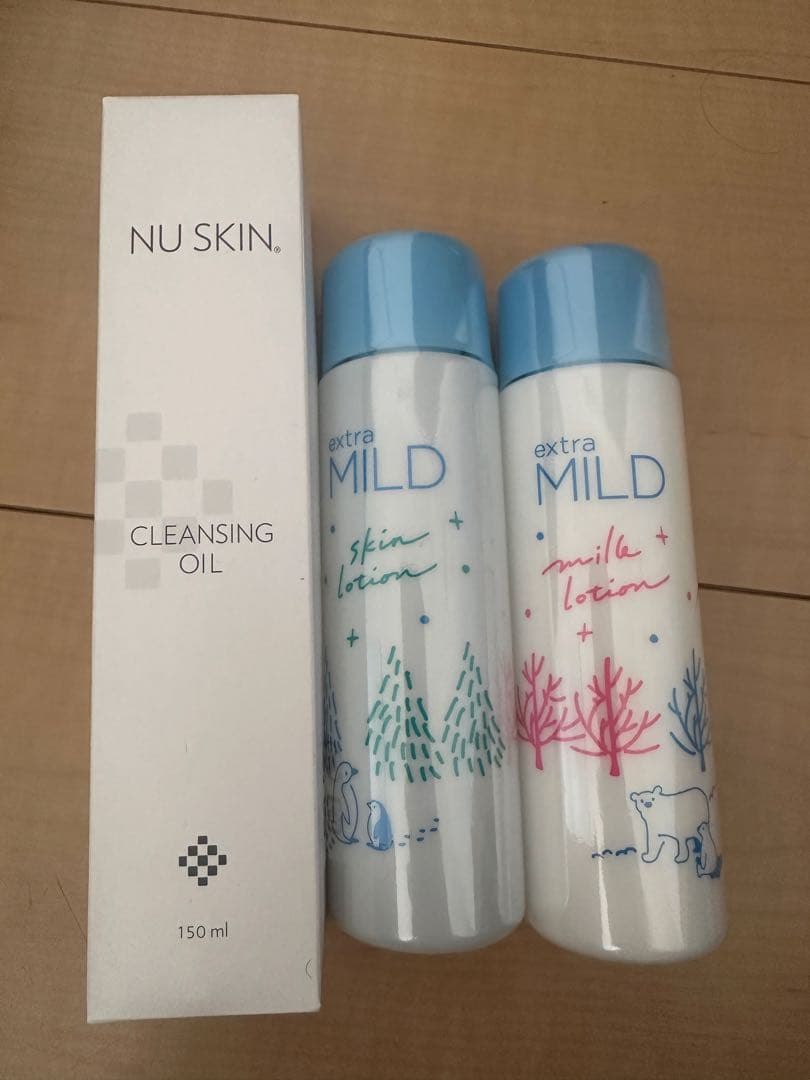 NU SKIN®
CLEANSING
OIL
150 ml
extra
MILD
skin
lotion
extra
MILD
milk
lotion